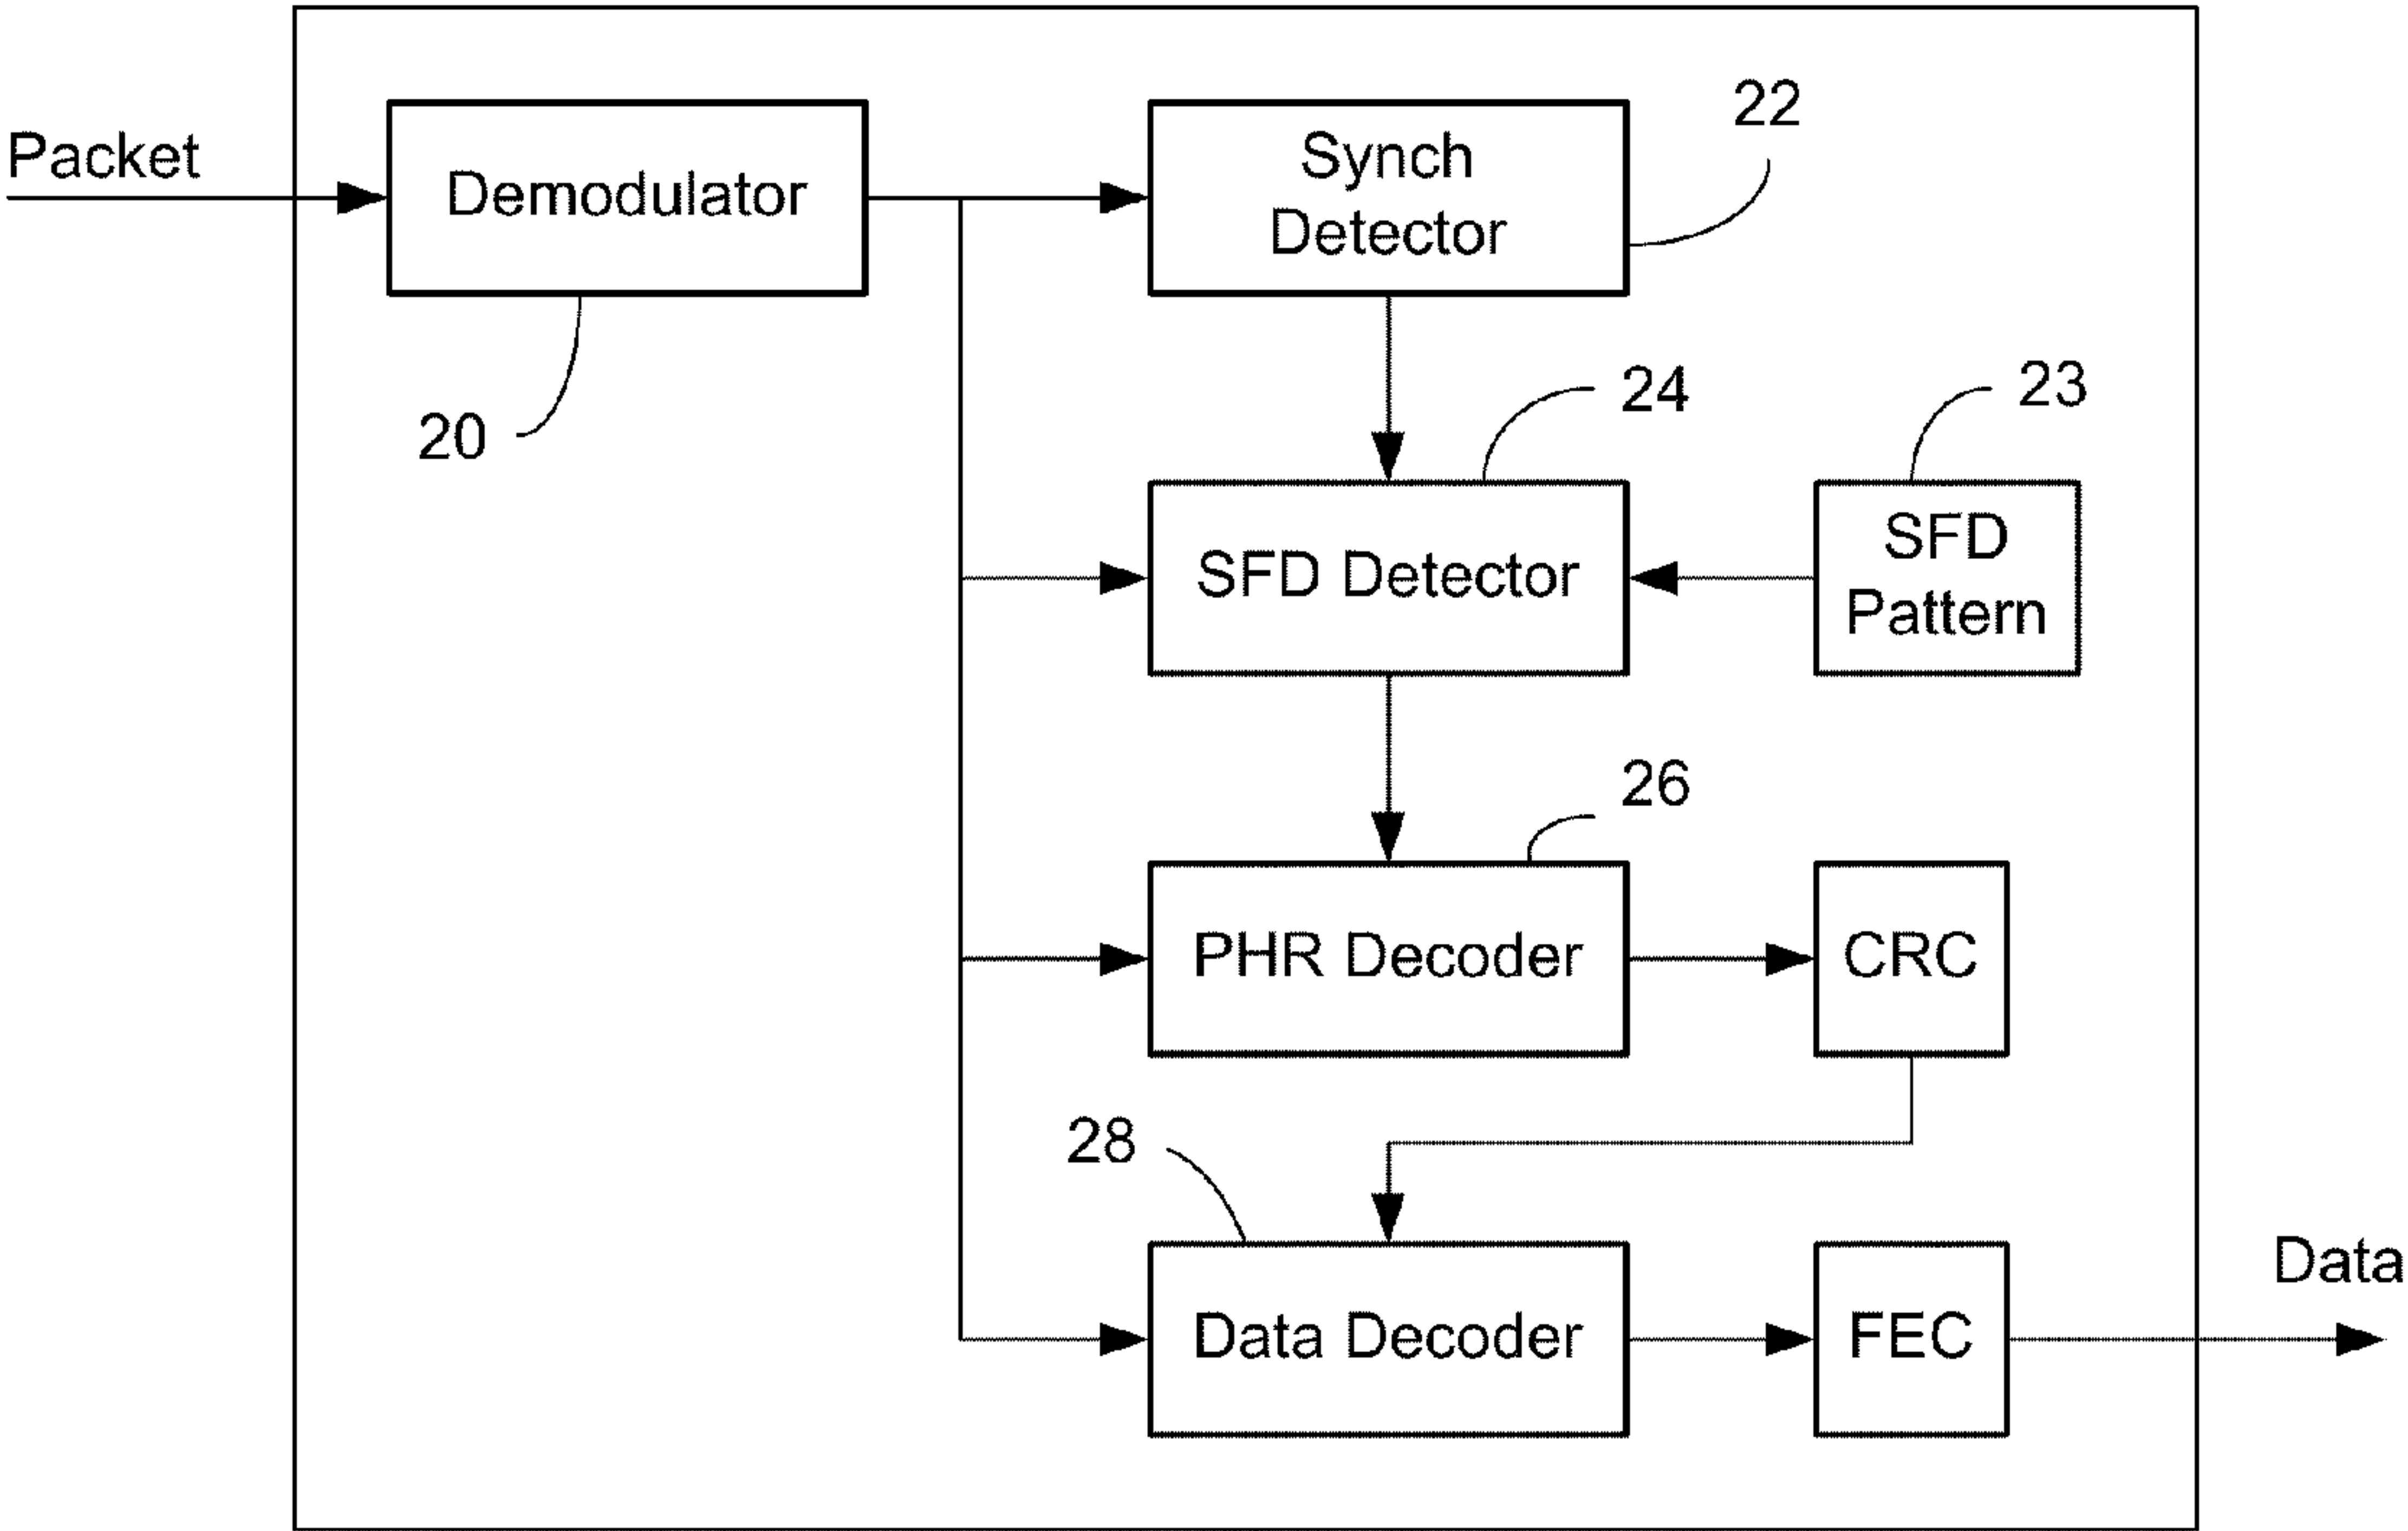 Packet
Demodulator
Synch
Detector
22
20
24
23
SFD Detector
SFD
Pattern
26
PHR Decoder
CRC
28
Data Decoder
FEC
Data